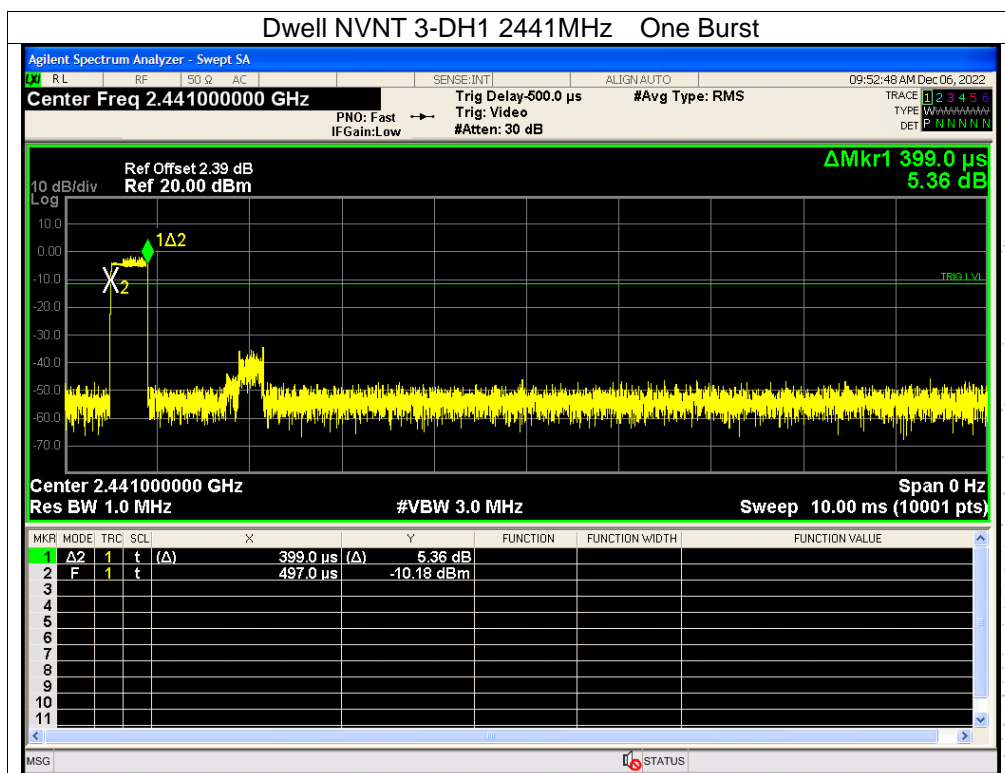 Dwell NVNT 3-DH1 2441MHz One Burst
Agilent Spectrum Analyzer - Swept SA
LXI RL RF 50 Ω AC SENSE:INT ALIGN AUTO 09:52:48 AM Dec 06, 2022
Center Freq 2.441000000 GHz Trig Delay-500.0 µs #Avg Type: RMS TRACE 1 2 3 4 5 6
PNO: Fast Trig: Video TYPE WWWWWW
IFGain:Low #Atten: 30 dB DET P N N N N N
ΔMkr1 399.0 µs
5.36 dB
Ref Offset 2.39 dB
10 dB/div Ref 20.00 dBm
Log
10.0
1Δ2
0.00
-10.0
2
TRIG LVL
-20.0
-30.0
-40.0
-50.0
-60.0
-70.0
Center 2.441000000 GHz Span 0 Hz
Res BW 1.0 MHz #VBW 3.0 MHz Sweep 10.00 ms (10001 pts)
MKR MODE TRC SCL X Y FUNCTION FUNCTION WIDTH FUNCTION VALUE
1 Δ2 1 t (Δ) 399.0 µs (Δ) 5.36 dB
2 F 1 t 497.0 µs -10.18 dBm
3
4
5
6
7
8
9
10
11
MSG STATUS